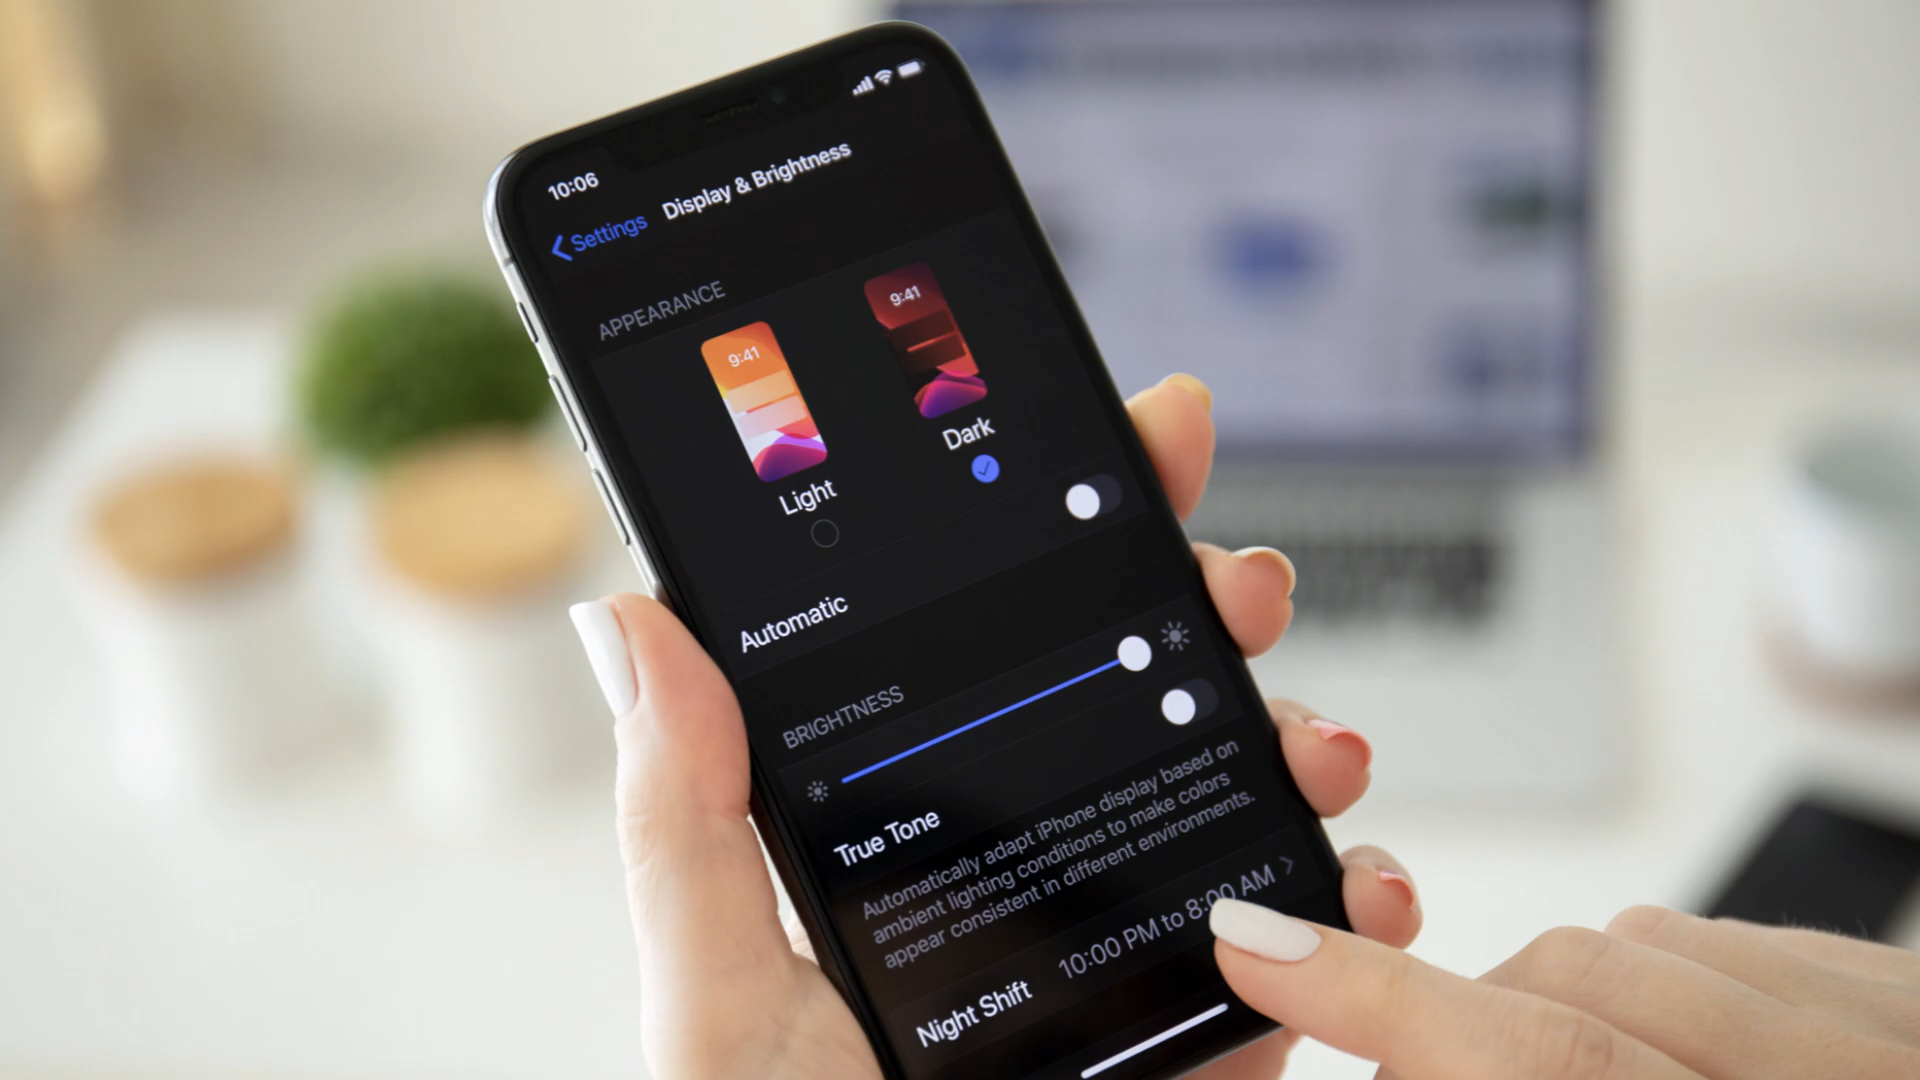 10:06
Settings
Display & Brightness
APPEARANCE
9:41
9:41
Light
Dark
Automatic
BRIGHTNESS
True Tone
Automatically adapt iPhone display based on
ambient lighting conditions to make colors
appear consistent in different environments.
Night Shift 10:00 PM to 8:00 AM